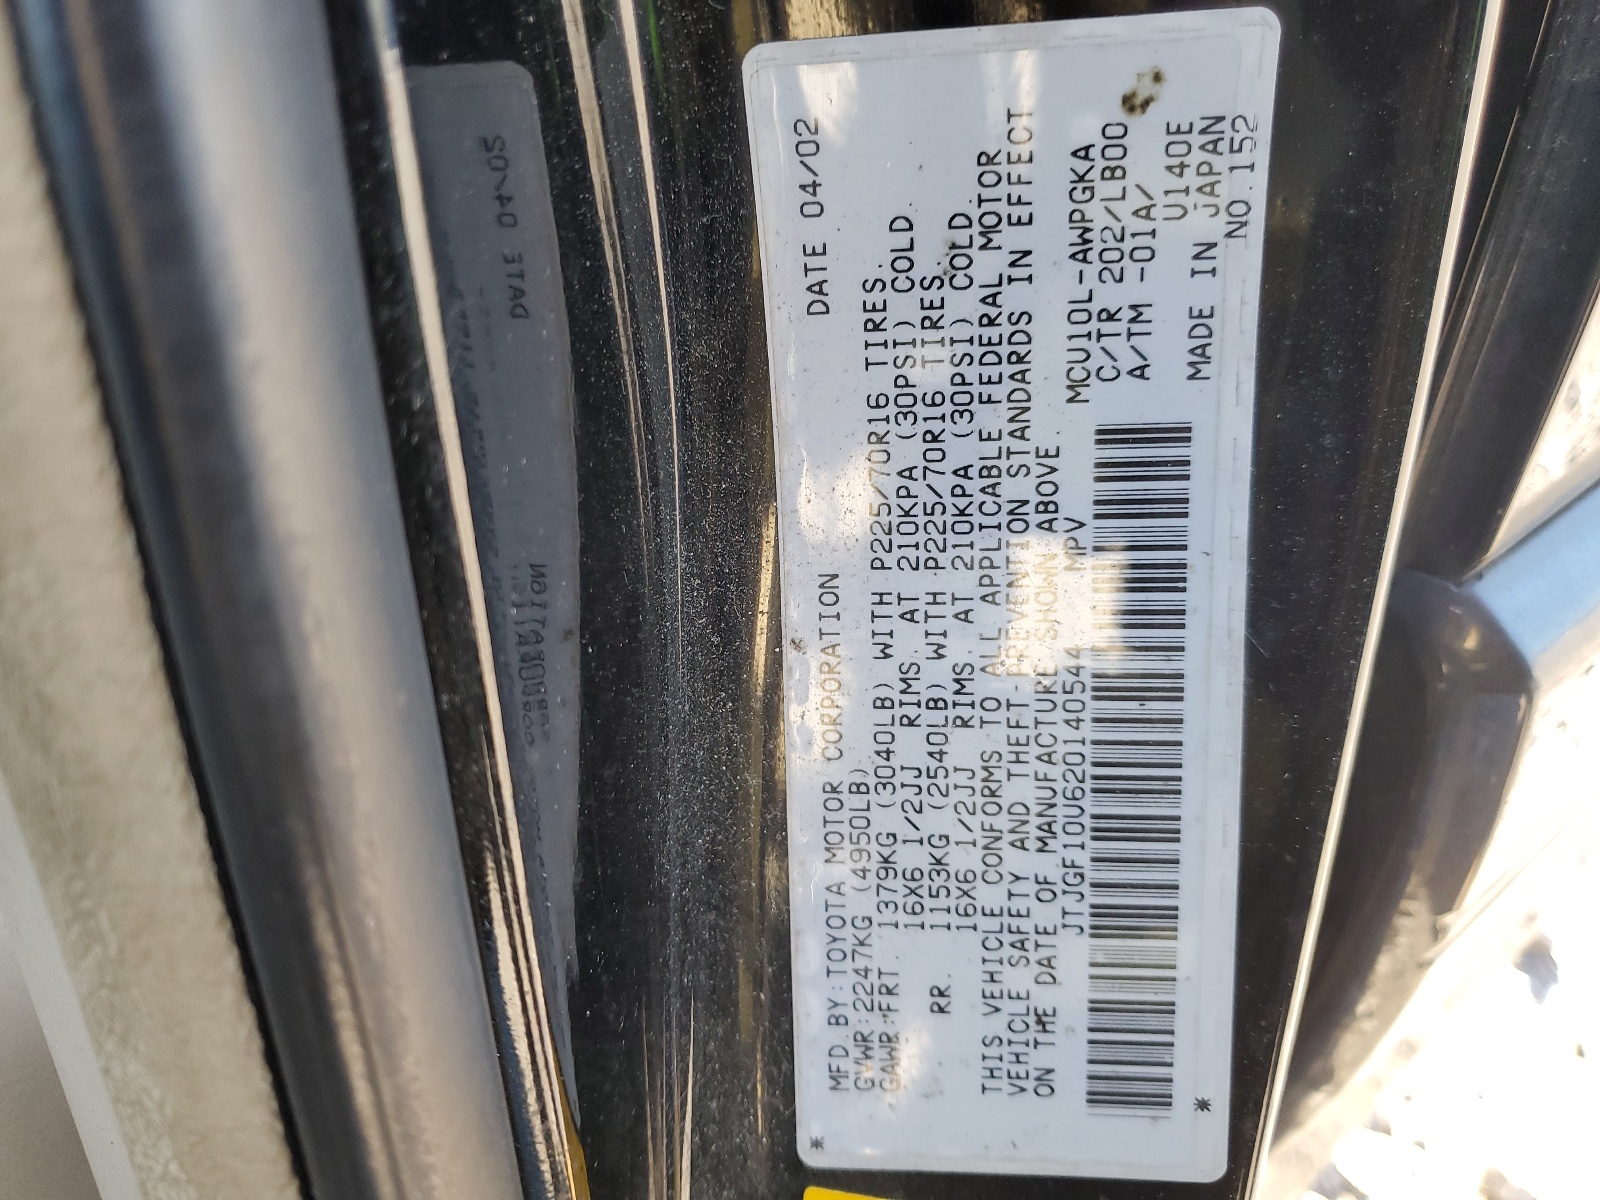 DATE 04/02
MFD.BY:TOYOTA MOTOR CORPORATION
GVWR:2247KG (4950LB)
GAWR:FRT. 1379KG (3040LB) WITH P225/70R16 TIRES.
16X6 1/2JJ RIMS, AT 210KPA (30PSI) COLD.
RR. 1153KG (2540LB) WITH P225/70R16 TIRES.
16X6 1/2JJ RIMS, AT 210KPA (30PSI) COLD.
THIS VEHICLE CONFORMS TO ALL APPLICABLE FEDERAL MOTOR
VEHICLE SAFETY AND THEFT PREVENTION STANDARDS IN EFFECT
ON THE DATE OF MANUFACTURE SHOWN ABOVE.
JTJGF10U620140544 MPV
MCU10L-AWPGKA
C/TR 202/LB00
A/TM -01A/
U140E
MADE IN JAPAN
NO.152